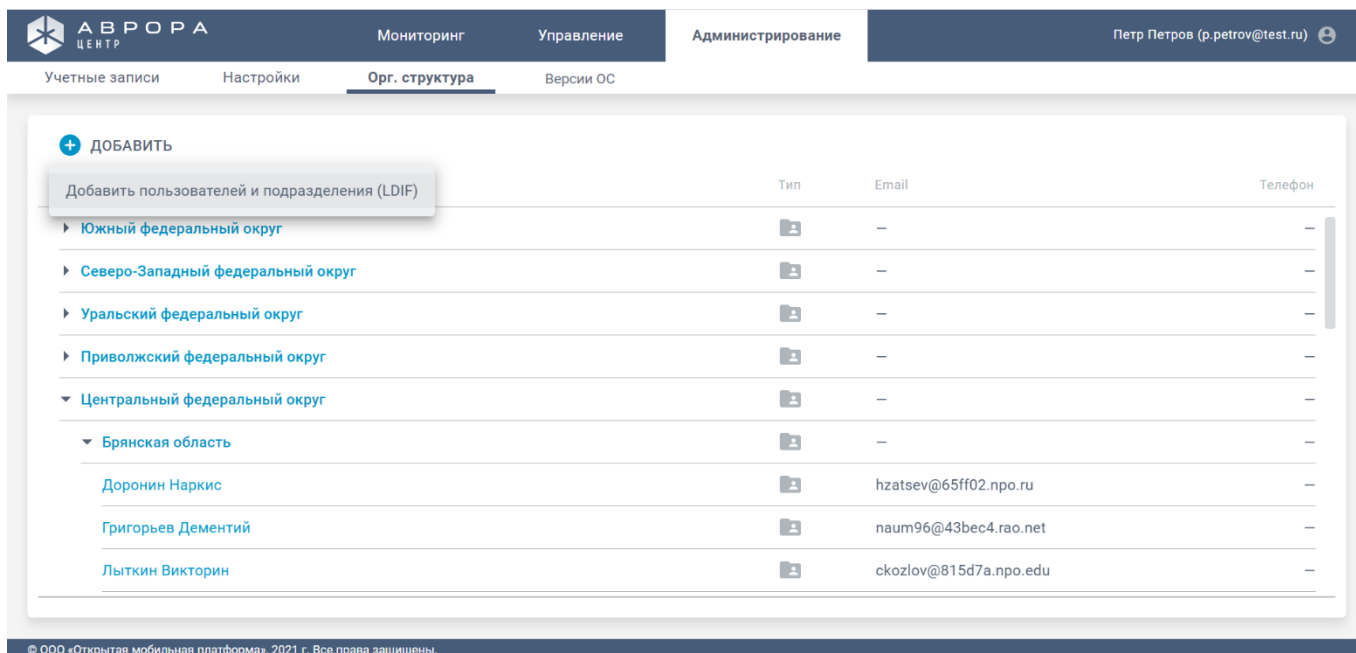 АВРОРА
ЦЕНТР
Мониторинг Управление Администрирование Петр Петров (p.petrov@test.ru)
Учетные записи Настройки Орг. структура Версии ОС
ДОБАВИТЬ
Добавить пользователей и подразделения (LDIF) Тип Email Телефон
Южный федеральный округ — —
Северо-Западный федеральный округ — —
Уральский федеральный округ — —
Приволжский федеральный округ — —
Центральный федеральный округ — —
Брянская область — —
Доронин Наркис hzatsev@65ff02.npo.ru —
Григорьев Дементий naum96@43bec4.rao.net —
Лыткин Викторин ckozlov@815d7a.npo.edu —
© ООО «Открытая мобильная платформа», 2021 г. Все права защищены.